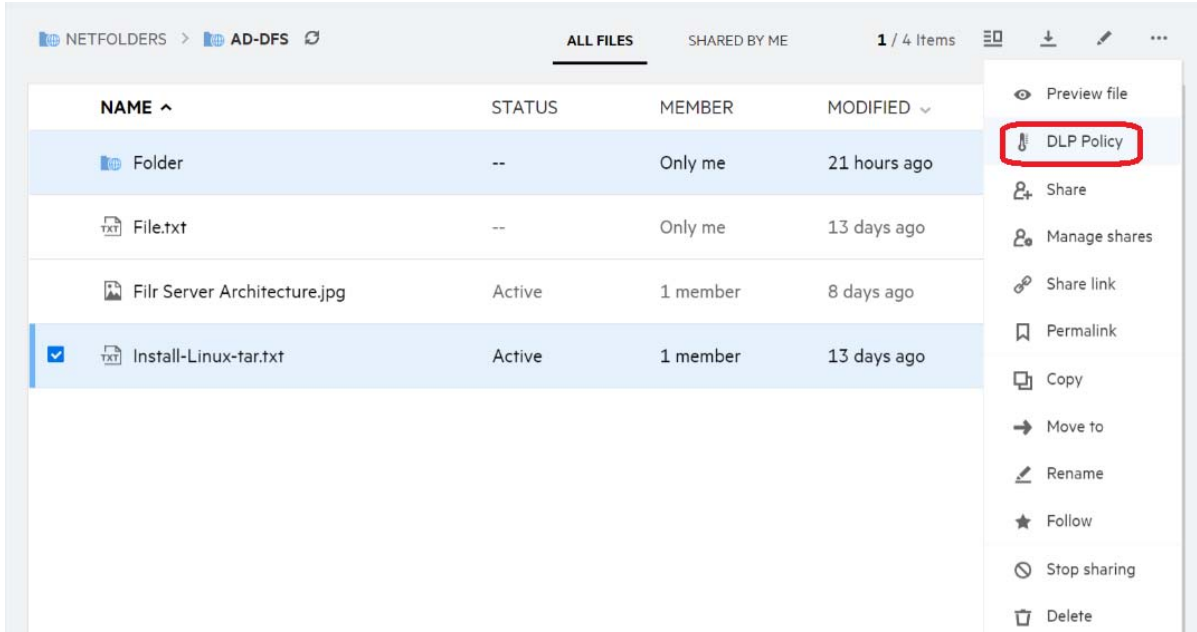 NETFOLDERS > AD-DFS
ALL FILES SHARED BY ME 1 / 4 Items
NAME STATUS MEMBER MODIFIED
Folder -- Only me 21 hours ago
TXT File.txt -- Only me 13 days ago
Filr Server Architecture.jpg Active 1 member 8 days ago
TXT Install-Linux-tar.txt Active 1 member 13 days ago
Preview file
DLP Policy
Share
Manage shares
Share link
Permalink
Copy
Move to
Rename
Follow
Stop sharing
Delete